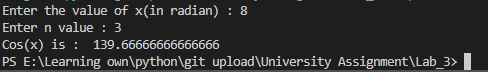 Enter the value of x(in radian) : 8
Enter n value : 3
Cos(x) is :  139.66666666666666
PS E:\Learning own\python\git upload\University Assignment\Lab_3>